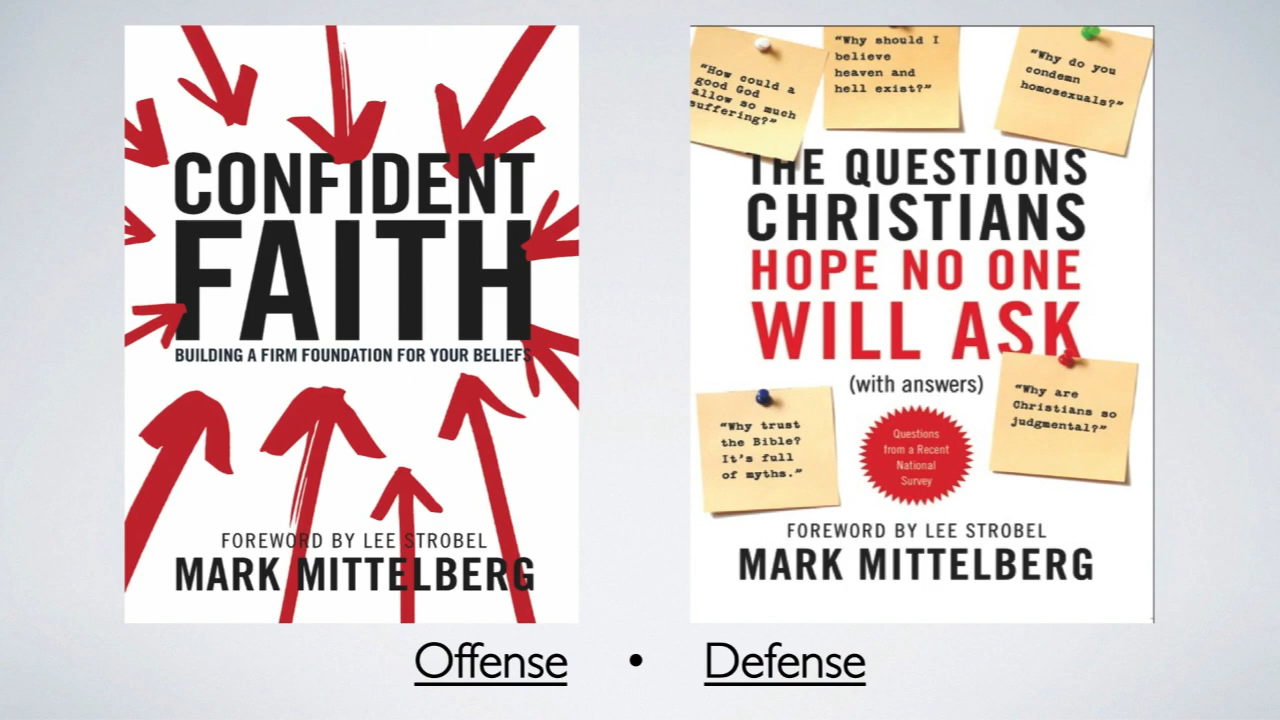 CONFIDENT
FAITH
BUILDING A FIRM FOUNDATION FOR YOUR BELIEFS
FOREWORD BY LEE STROBEL
MARK MITTELBERG
"How could a
good God
allow so much
suffering?"
"Why should I
believe
heaven and
hell exist?"
"Why do you
condemn
homosexuals?"
THE QUESTIONS
CHRISTIANS
HOPE NO ONE
WILL ASK
(with answers)
"Why trust
the Bible?
It's full
of myths."
Questions
from a Recent
National
Survey
"Why are
Christians so
judgmental?"
FOREWORD BY LEE STROBEL
MARK MITTELBERG
Offense • Defense